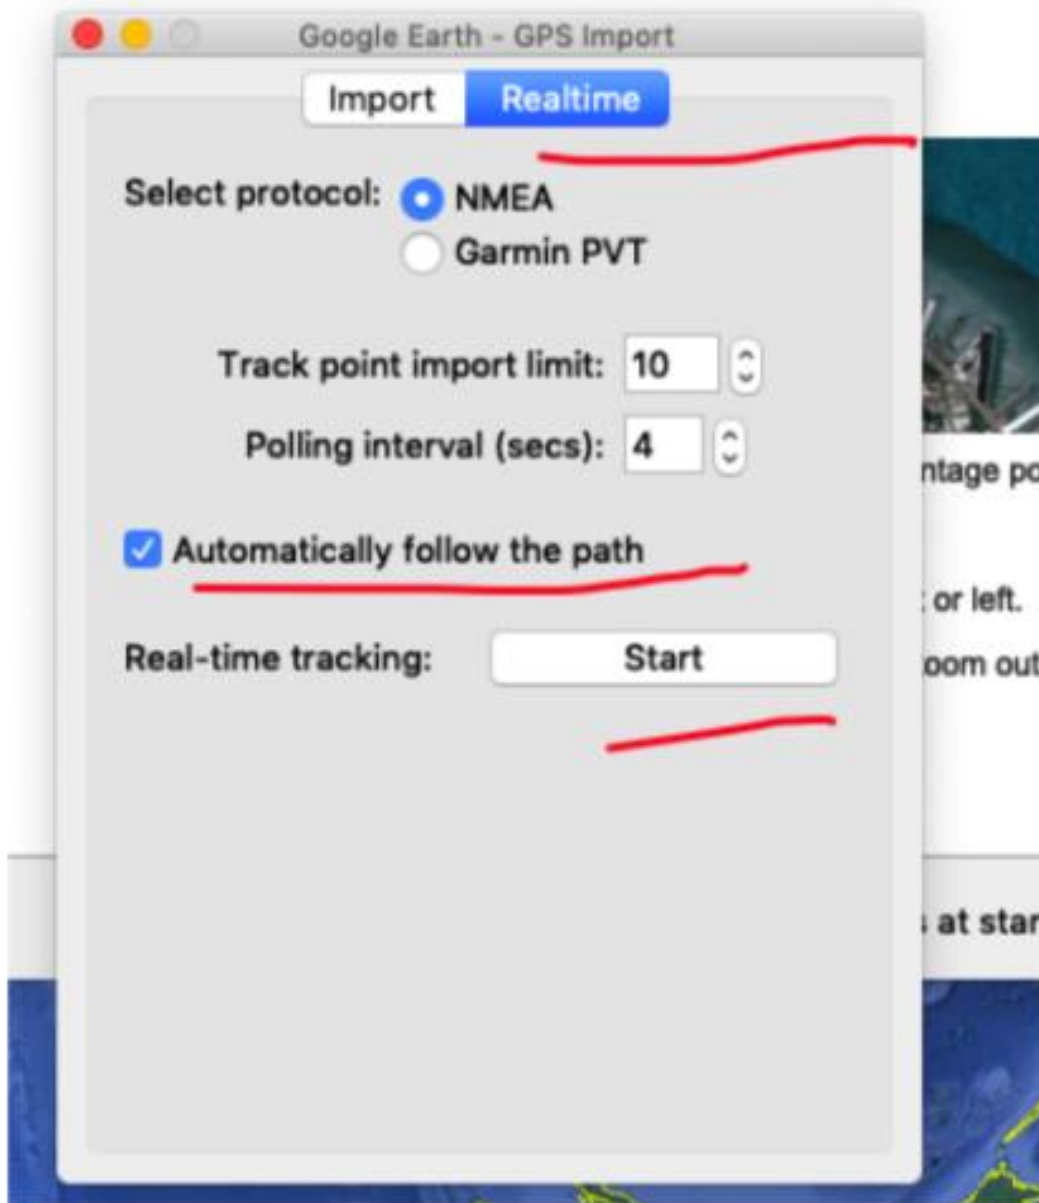 Google Earth - GPS Import
Import Realtime
Select protocol: NMEA
Garmin PVT
Track point import limit: 10
Polling interval (secs): 4
ntage po
Automatically follow the path
or left.
Real-time tracking: Start
oom out
at star